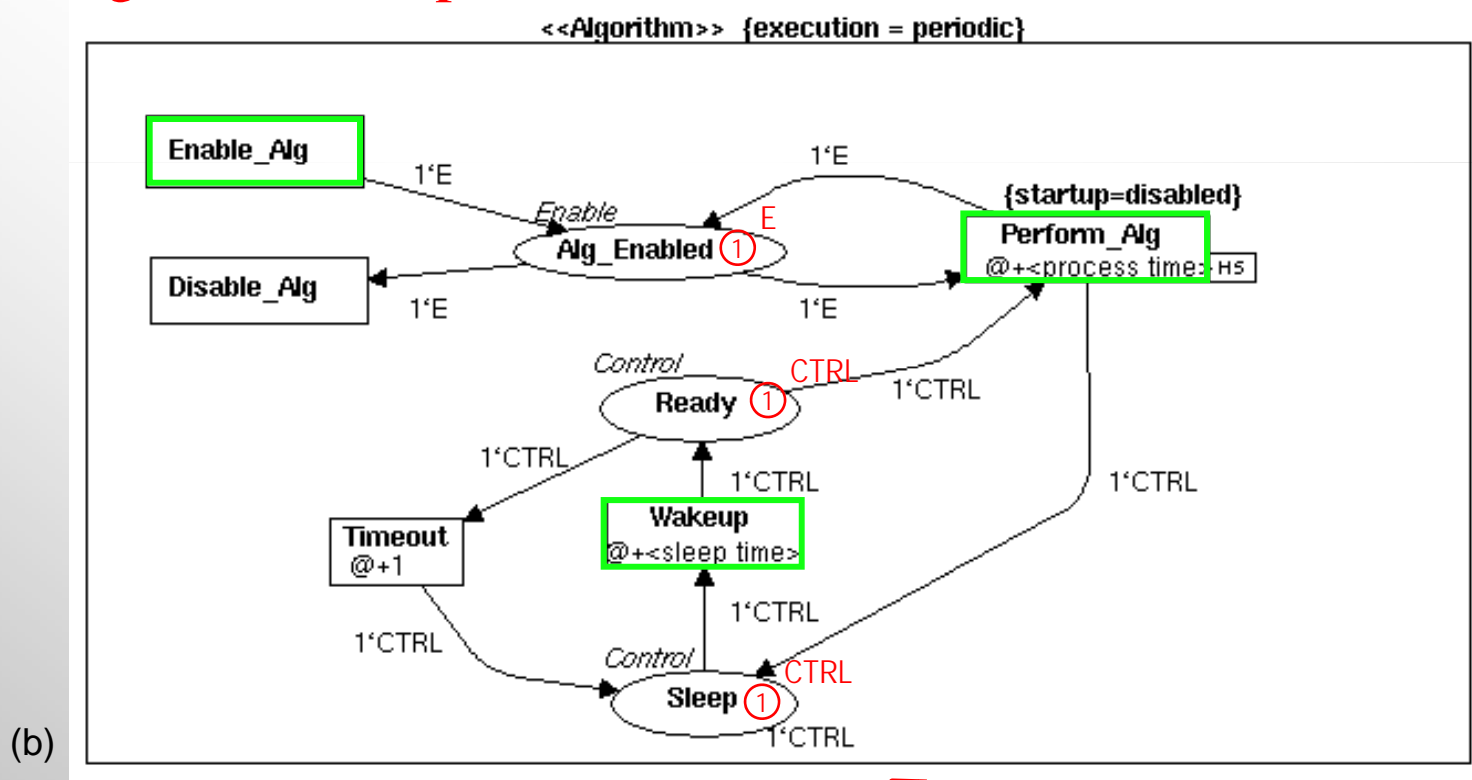 <<Algorithm>> {execution = periodic}
Enable_Alg
1‘E
1‘E
{startup=disabled}
Enable
E
Perform_Alg
Alg_Enabled 1
@+<process time> HS
Disable_Alg
1‘E
1‘E
Control
CTRL
1‘CTRL
Ready 1
1‘CTRL
1‘CTRL
1‘CTRL
Wakeup
@+<sleep time>
Timeout
@+1
1‘CTRL
1‘CTRL
Control
CTRL
Sleep 1
1‘CTRL
(b)